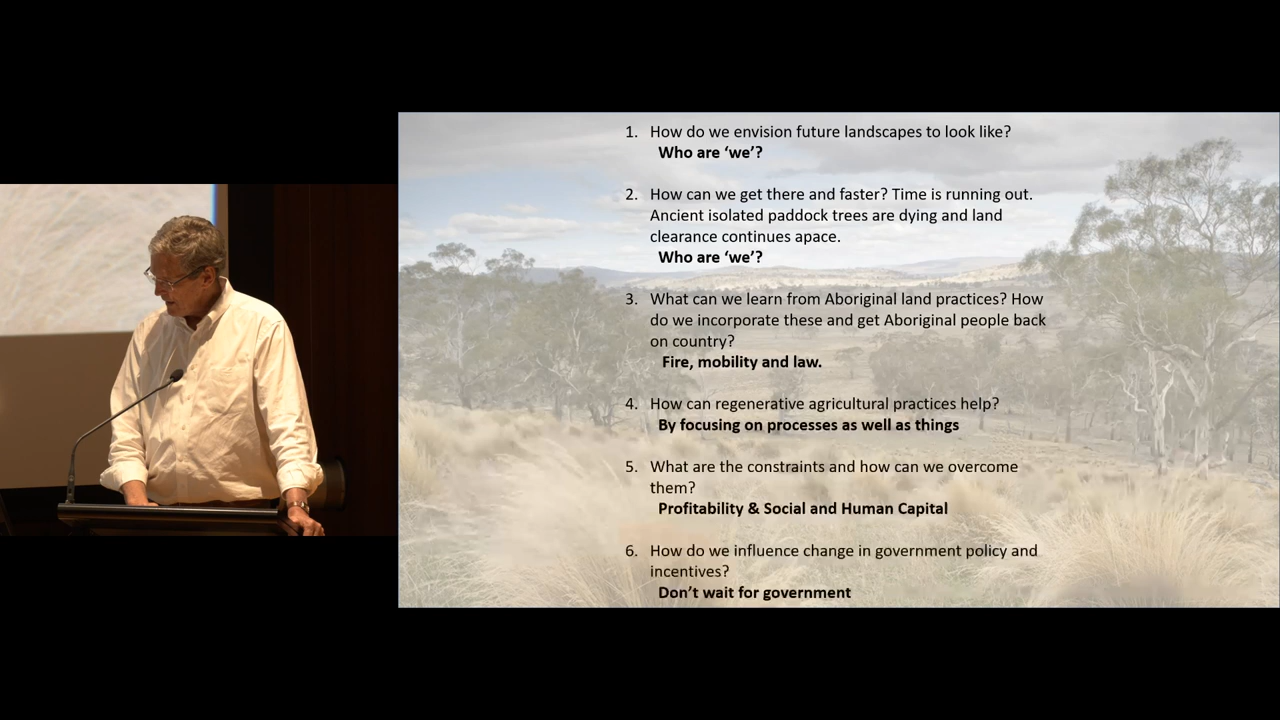 1. How do we envision future landscapes to look like?
Who are ‘we’?
2. How can we get there and faster? Time is running out.
Ancient isolated paddock trees are dying and land
clearance continues apace.
Who are ‘we’?
3. What can we learn from Aboriginal land practices? How
do we incorporate these and get Aboriginal people back
on country?
Fire, mobility and law.
4. How can regenerative agricultural practices help?
By focusing on processes as well as things
5. What are the constraints and how can we overcome
them?
Profitability & Social and Human Capital
6. How do we influence change in government policy and
incentives?
Don’t wait for government